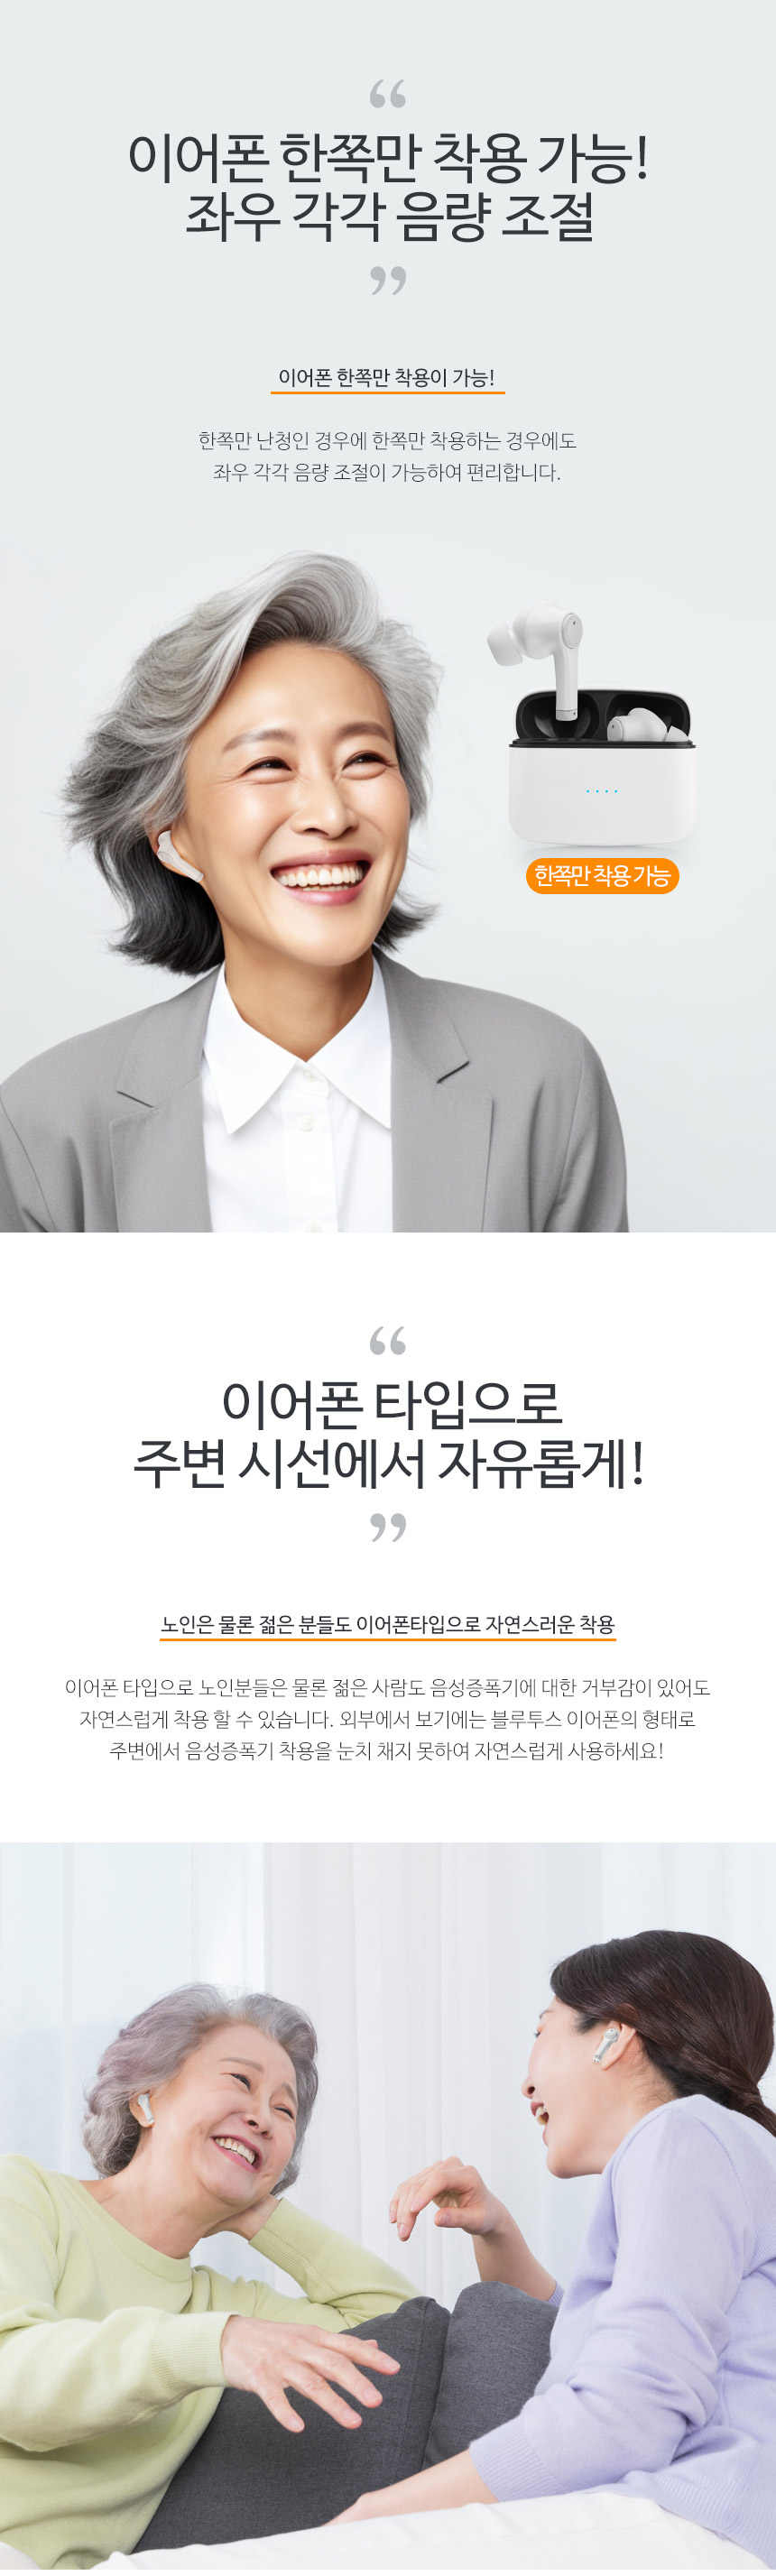 “
이어폰 한쪽만 착용 가능!
좌우 각각 음량 조절
”
이어폰 한쪽만 착용이 가능!
한쪽만 난청인 경우에 한쪽만 착용하는 경우에도
좌우 각각 음량 조절이 가능하여 편리합니다.
한쪽만 착용 가능
“
이어폰 타입으로
주변 시선에서 자유롭게!
”
노인은 물론 젊은 분들도 이어폰타입으로 자연스러운 착용
이어폰 타입으로 노인분들은 물론 젊은 사람도 음성증폭기에 대한 거부감이 있어도
자연스럽게 착용 할 수 있습니다. 외부에서 보기에는 블루투스 이어폰의 형태로
주변에서 음성증폭기 착용을 눈치 채지 못하여 자연스럽게 사용하세요!